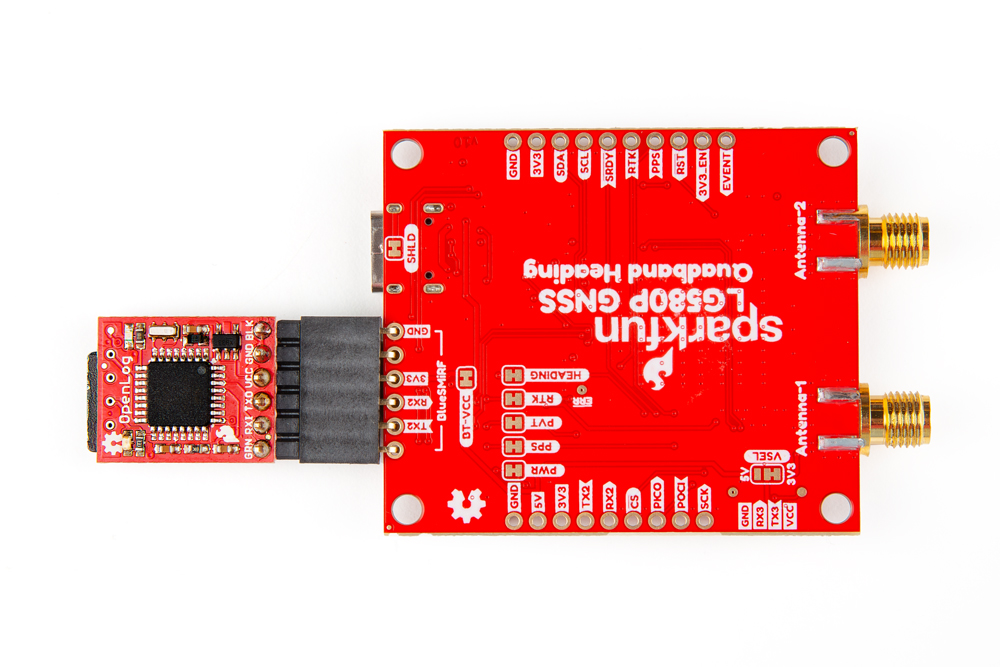 GND
3V3
SDA
SCL
SRDY
RTK
PPS
RST
3V3_EN
EVENT
SHLD
Antenna-2
sparkfun
LG580P GNSS
Quadband Heading
OpenLog
BLK
GND
VCC
TXO
RXI
GRN
GND
3V3
RX2
TX2
BlueSMiRF
BT-VCC
HEADING
RTK
ERR
PVT
PPS
PWR
Antenna-1
VSEL
5V
3V3
GND
5V
3V3
TX2
RX2
CS
PICO
POCI
SCK
GND
RX3
TX3
VCC